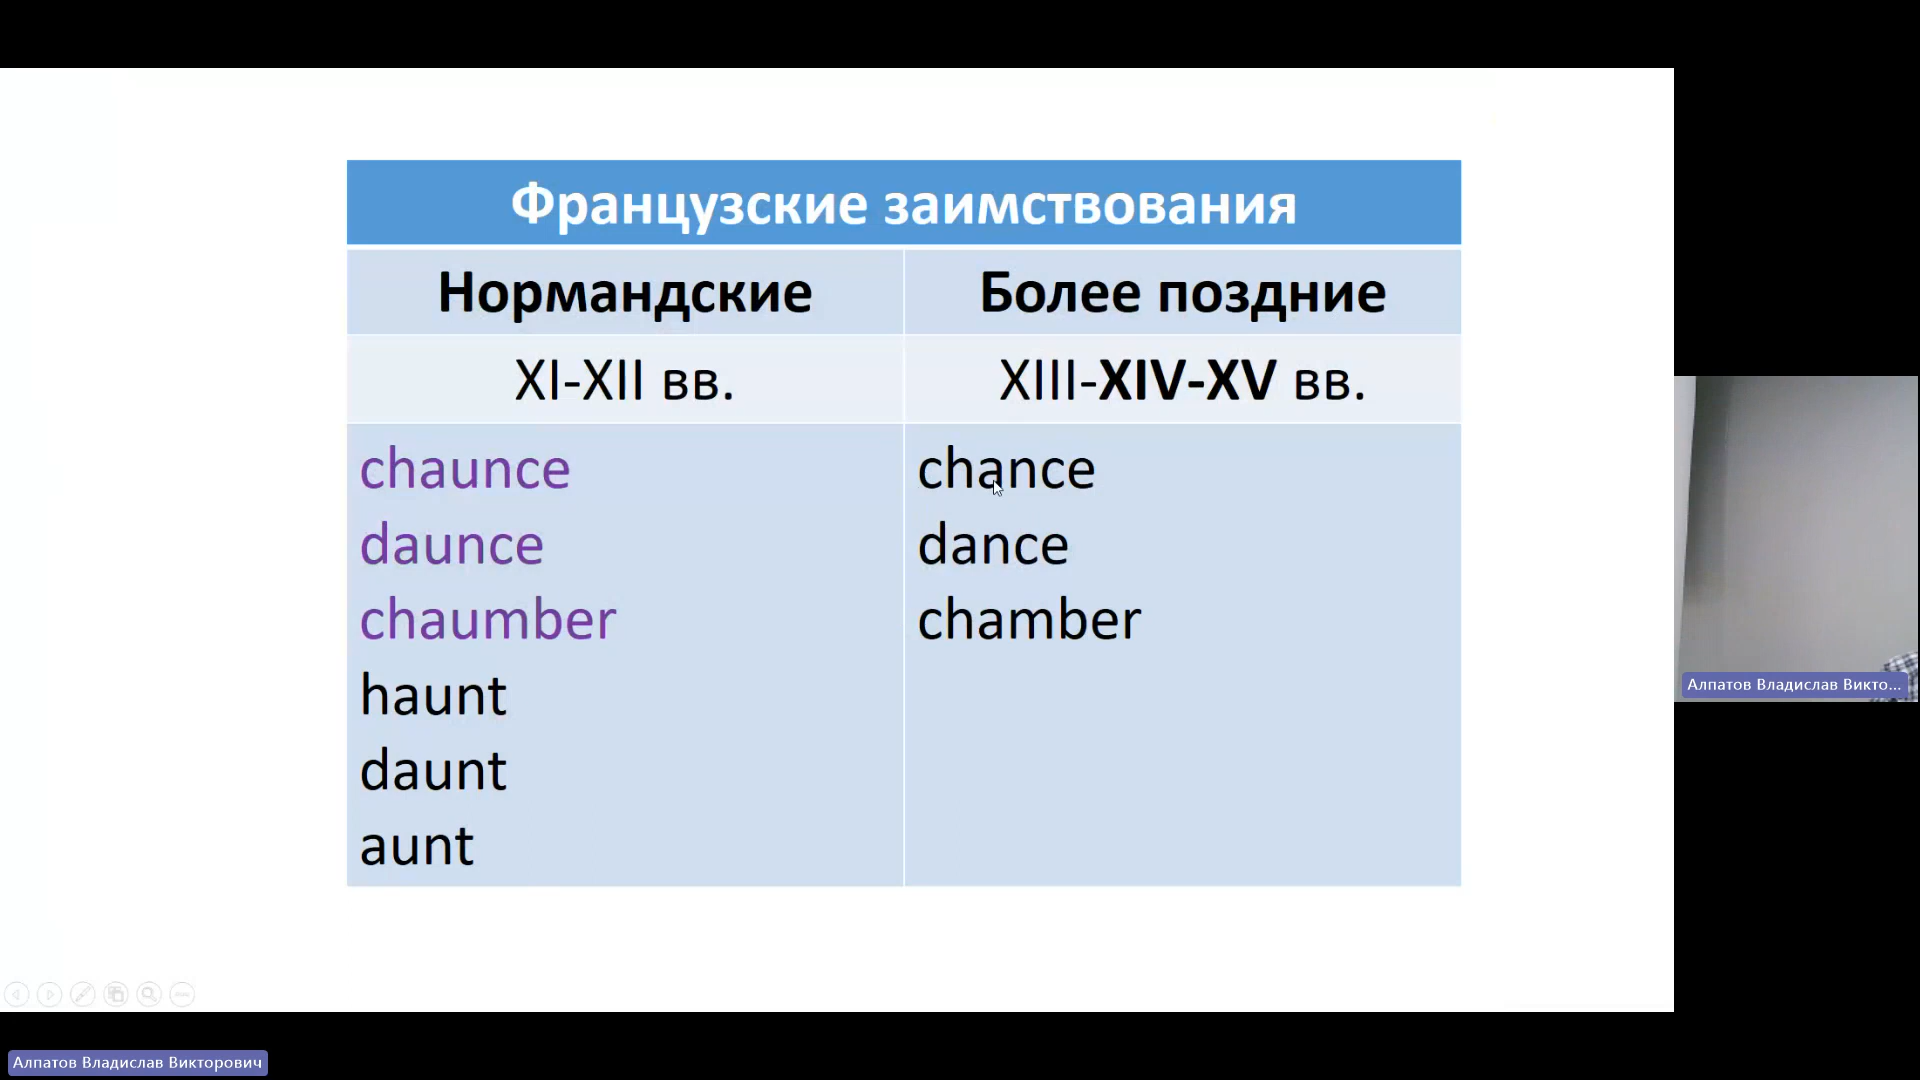 Французские заимствования
Нормандские
Более поздние
XI-XII вв.
XIII-XIV-XV вв.
chaunce
daunce
chaumber
haunt
daunt
aunt
chance
dance
chamber
Алпатов Владислав Викто...
Алпатов Владислав Викторович